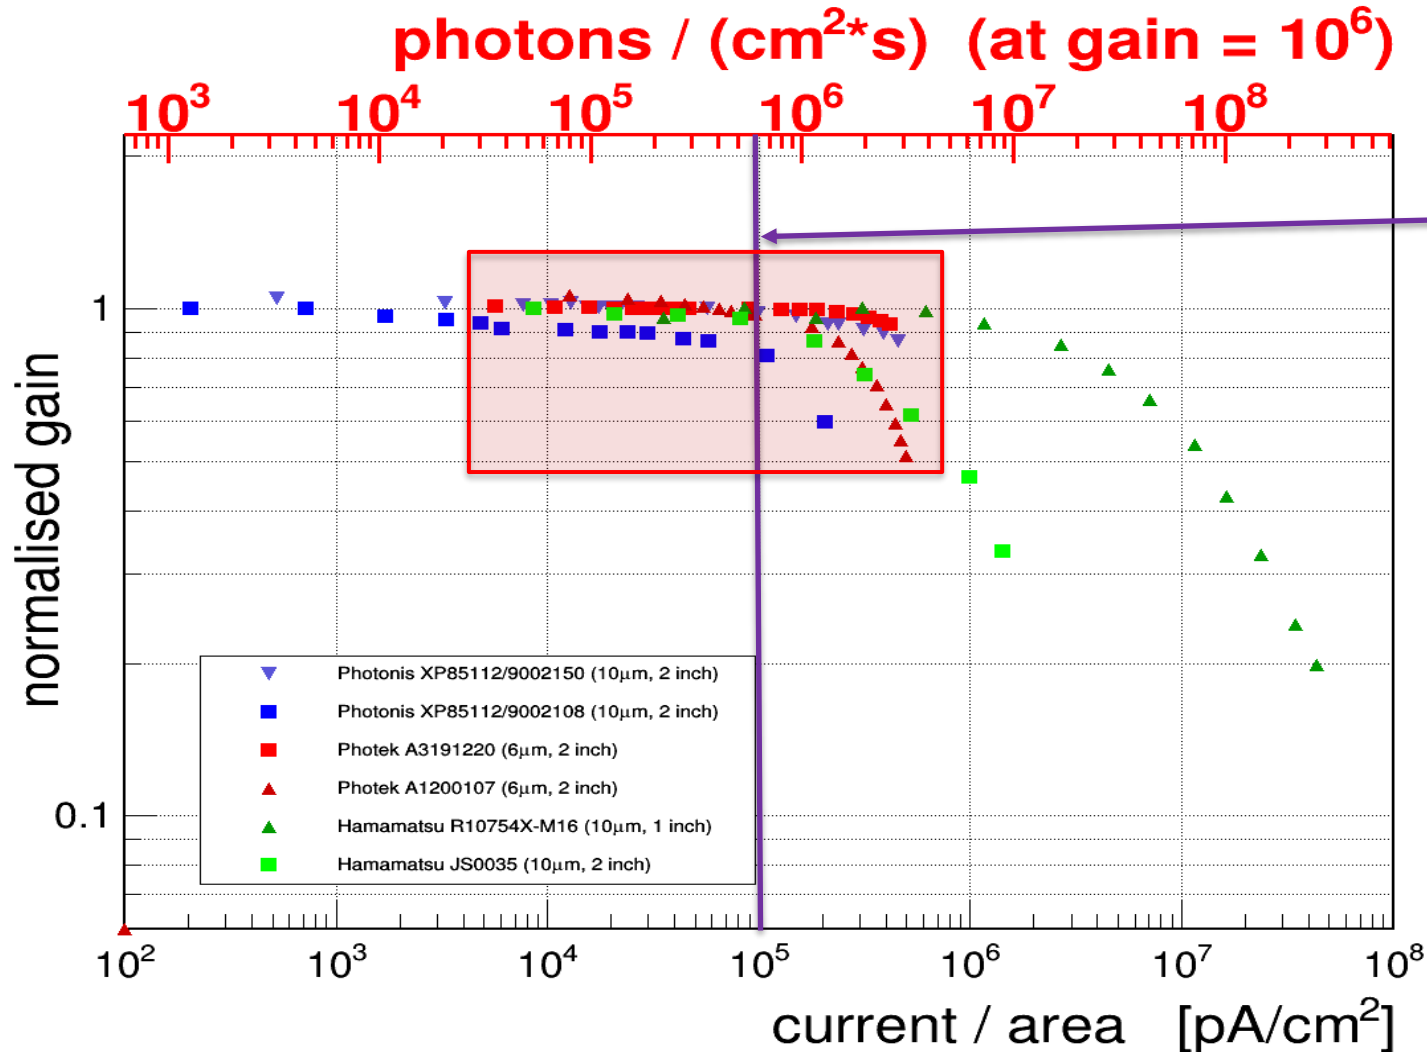 photons / (cm²*s) (at gain = 10⁶)
10³ 10⁴ 10⁵ 10⁶ 10⁷ 10⁸
normalised gain
1
0.1
Photonis XP85112/9002150 (10μm, 2 inch)
Photonis XP85112/9002108 (10μm, 2 inch)
Photek A3191220 (6μm, 2 inch)
Photek A1200107 (6μm, 2 inch)
Hamamatsu R10754X-M16 (10μm, 1 inch)
Hamamatsu JS0035 (10μm, 2 inch)
10² 10³ 10⁴ 10⁵ 10⁶ 10⁷ 10⁸
current / area [pA/cm²]